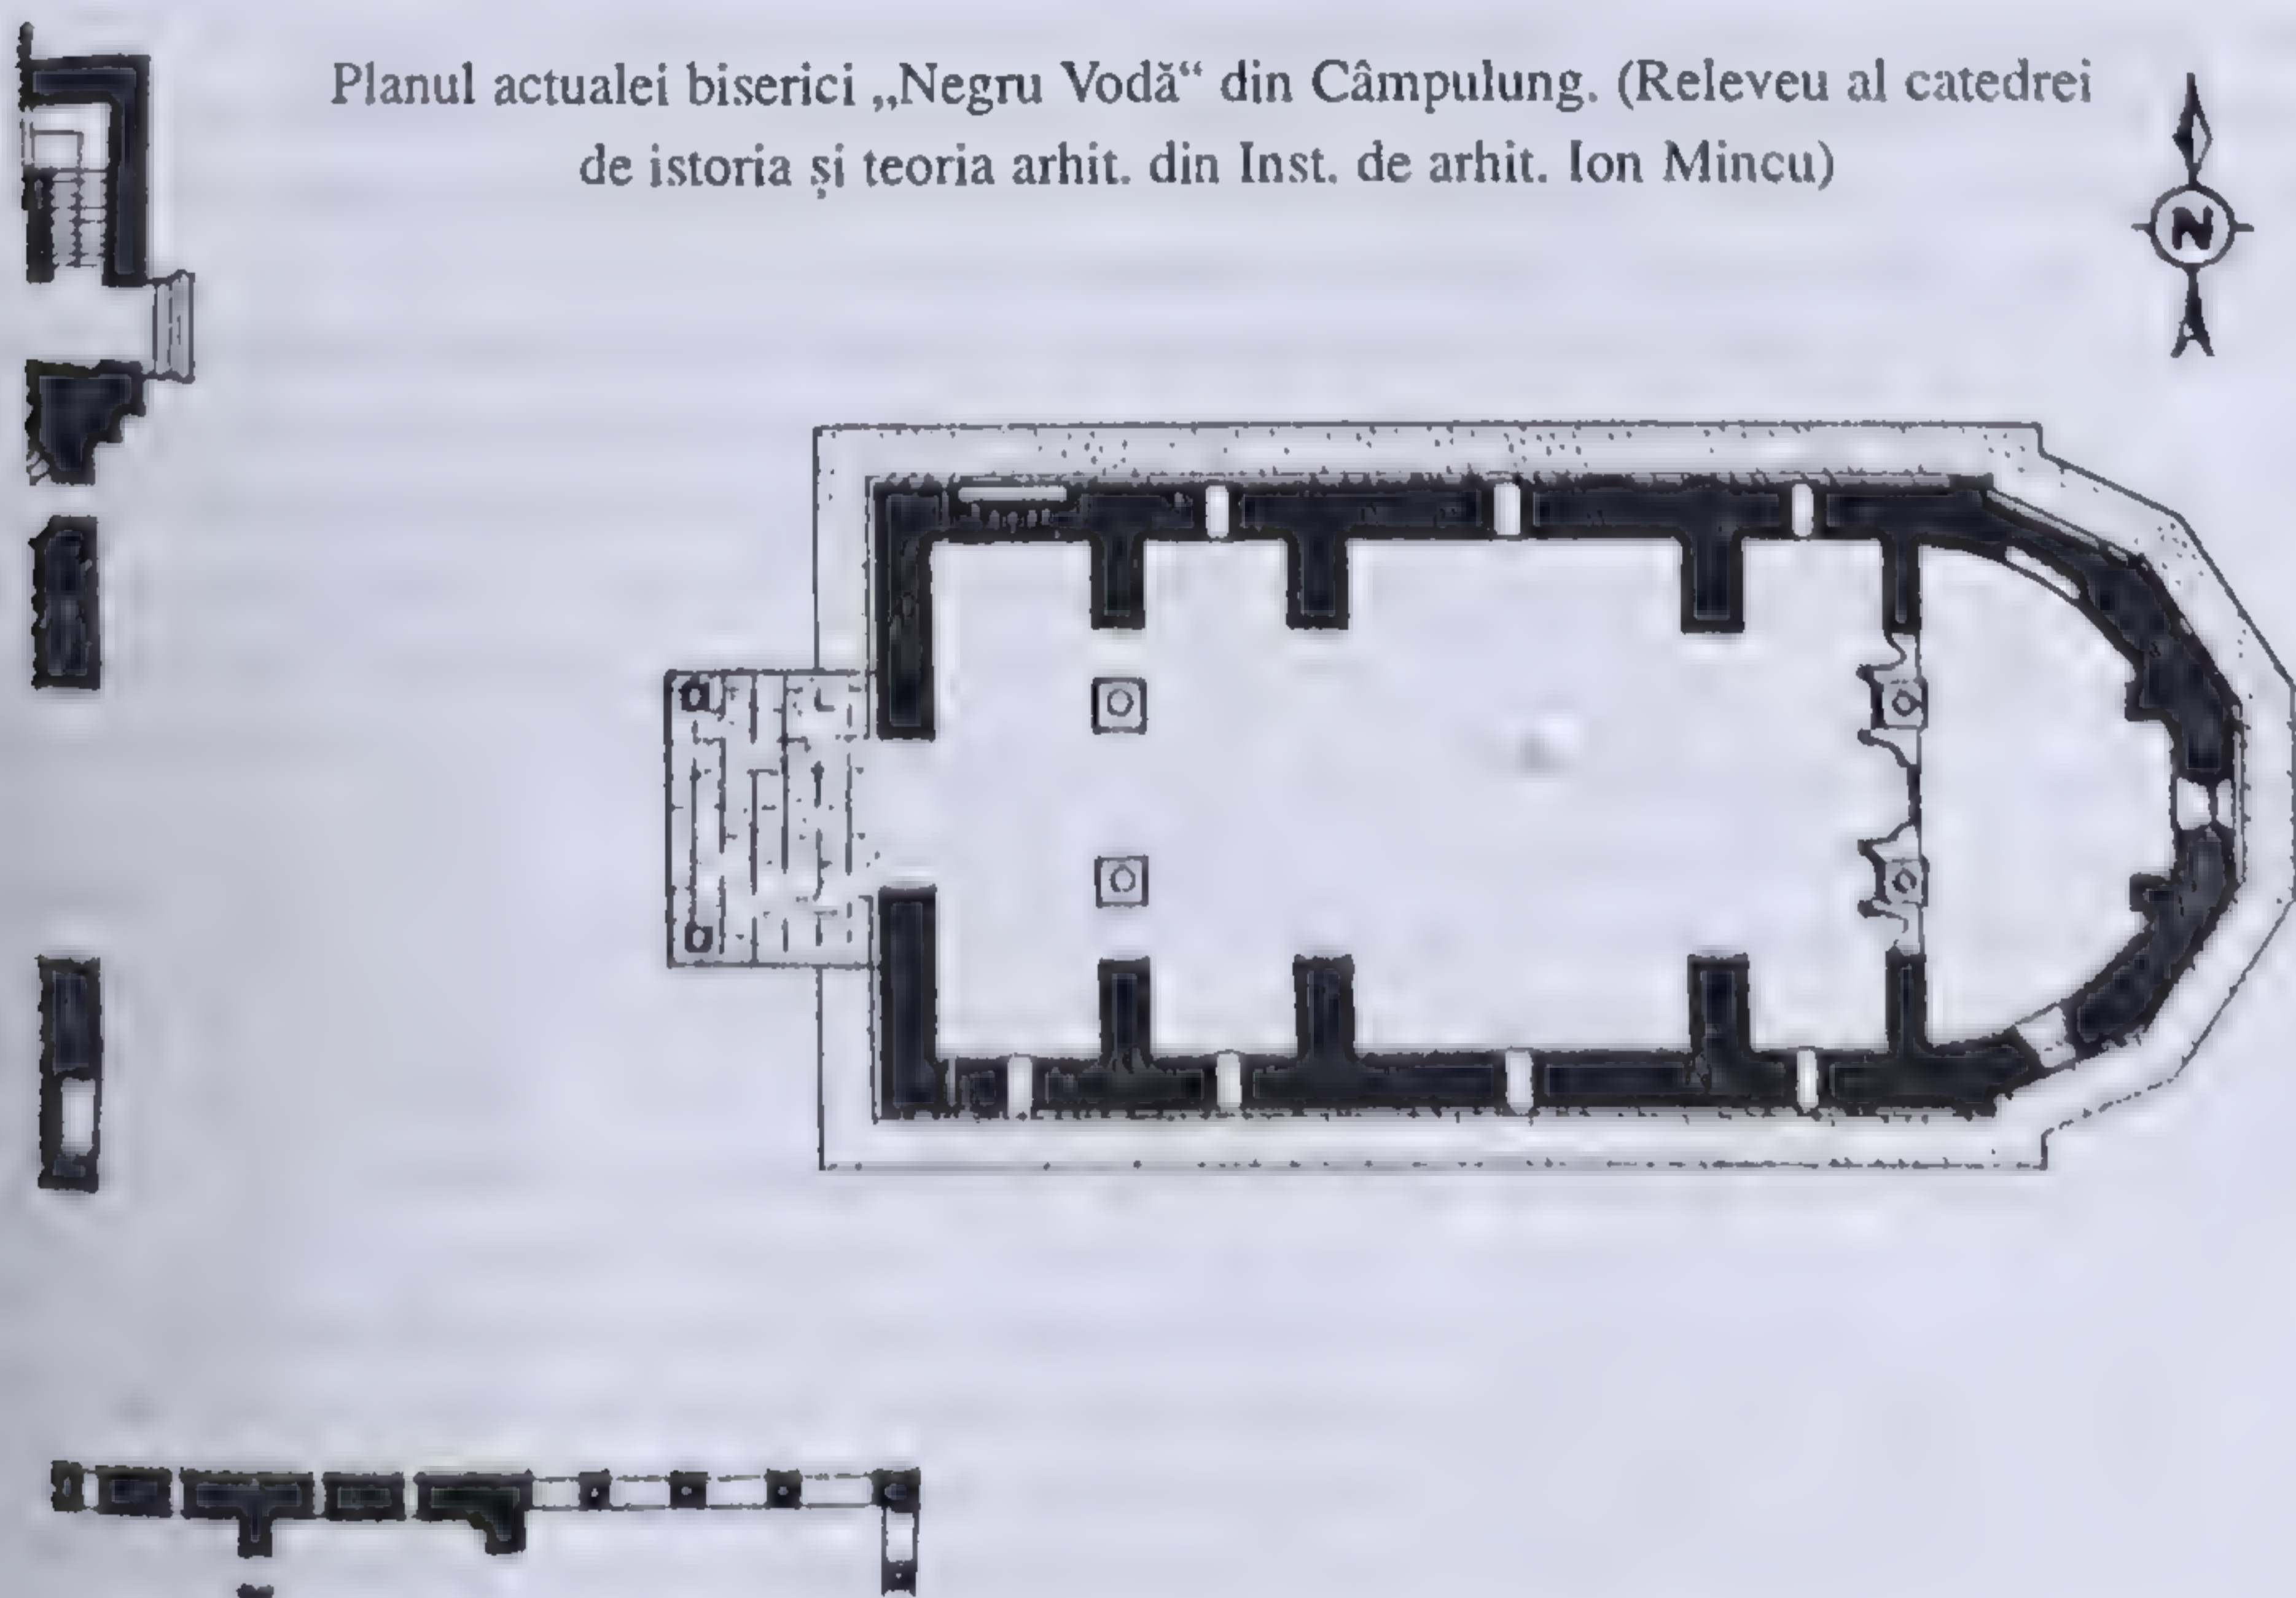 Planul actualei biserici „Negru Vodă“ din Câmpulung. (Releveu al catedrei
de istoria și teoria arhit. din Inst. de arhit. Ion Mincu)
N